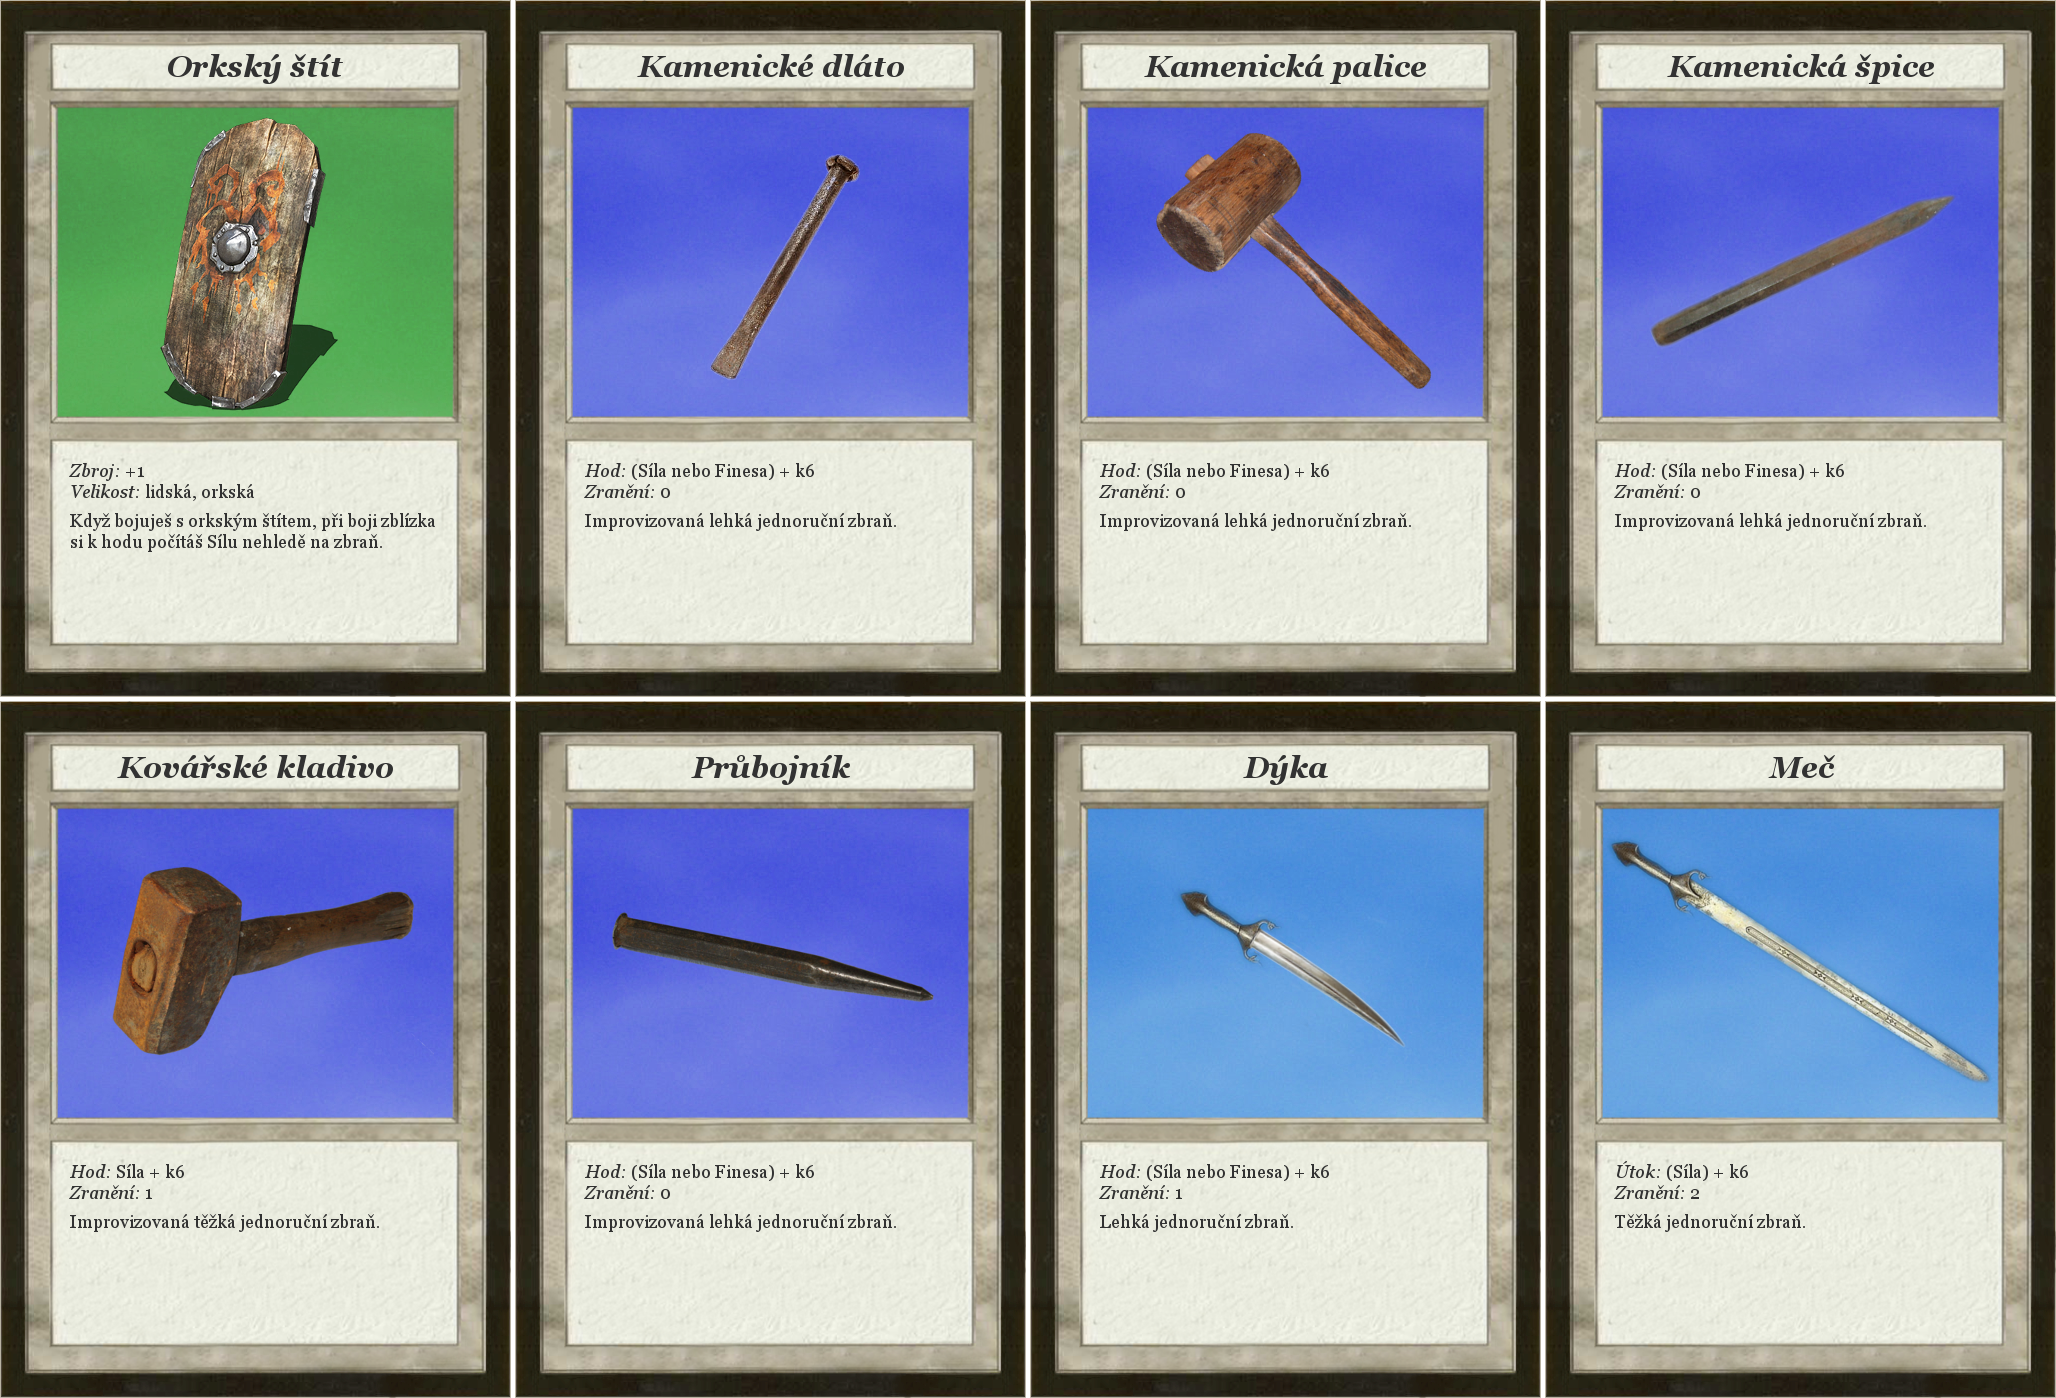 Orkský štít
Zbroj: +1
Velikost: lidská, orkská
Když bojuješ s orkským štítem, při boji zblízka
si k hodu počítáš Sílu nehledě na zbraň.
Kamenické dláto
Hod: (Síla nebo Finesa) + k6
Zranění: 0
Improvizovaná lehká jednoruční zbraň.
Kamenická palice
Hod: (Síla nebo Finesa) + k6
Zranění: 0
Improvizovaná lehká jednoruční zbraň.
Kamenická špice
Hod: (Síla nebo Finesa) + k6
Zranění: 0
Improvizovaná lehká jednoruční zbraň.
Kovářské kladivo
Hod: Síla + k6
Zranění: 1
Improvizovaná těžká jednoruční zbraň.
Průbojník
Hod: (Síla nebo Finesa) + k6
Zranění: 0
Improvizovaná lehká jednoruční zbraň.
Dýka
Hod: (Síla nebo Finesa) + k6
Zranění: 1
Lehká jednoruční zbraň.
Meč
Útok: (Síla) + k6
Zranění: 2
Těžká jednoruční zbraň.